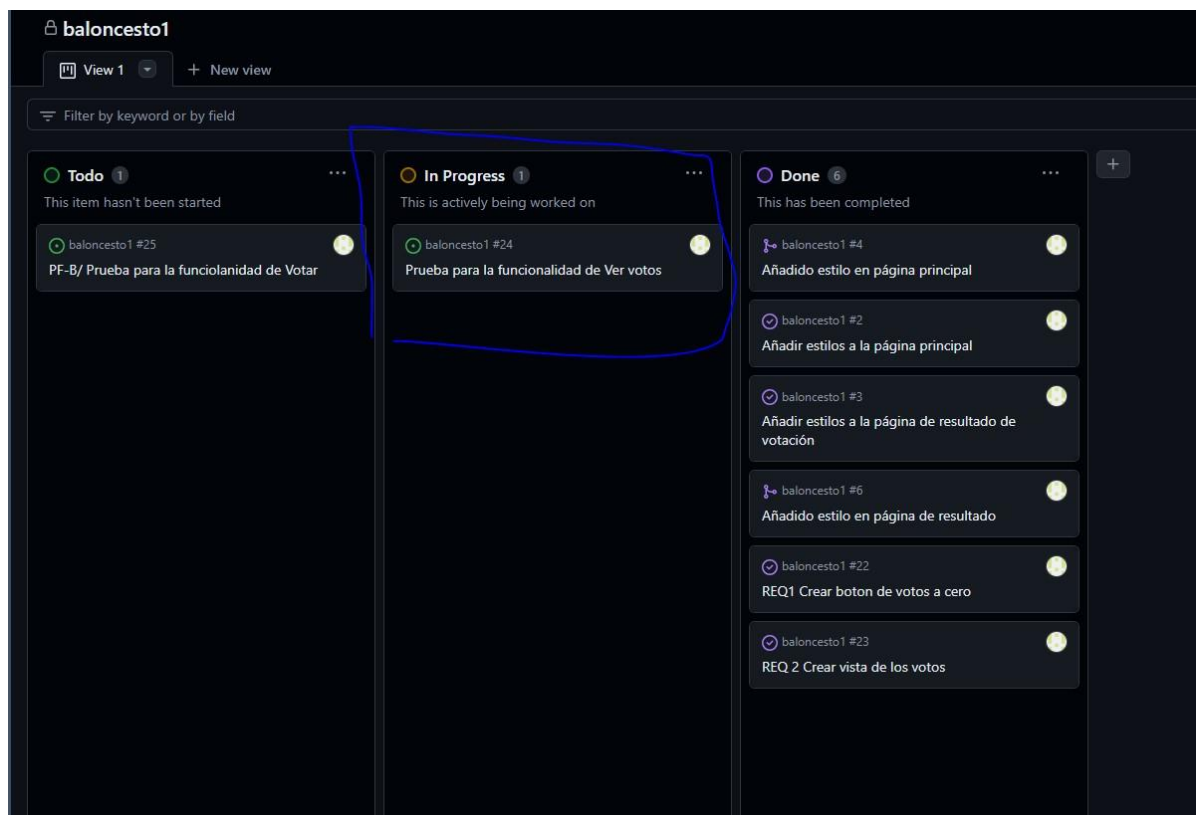 baloncesto1
View 1
+ New view
Filter by keyword or by field
Todo 1 ...
This item hasn't been started
baloncesto1 #25
PF-B/ Prueba para la funciolanidad de Votar
In Progress 1 ...
This is actively being worked on
baloncesto1 #24
Prueba para la funcionalidad de Ver votos
Done 6 ...
This has been completed
baloncesto1 #4
Añadido estilo en página principal
baloncesto1 #2
Añadir estilos a la página principal
baloncesto1 #3
Añadir estilos a la página de resultado de
votación
baloncesto1 #6
Añadido estilo en página de resultado
baloncesto1 #22
REQ1 Crear boton de votos a cero
baloncesto1 #23
REQ 2 Crear vista de los votos
+